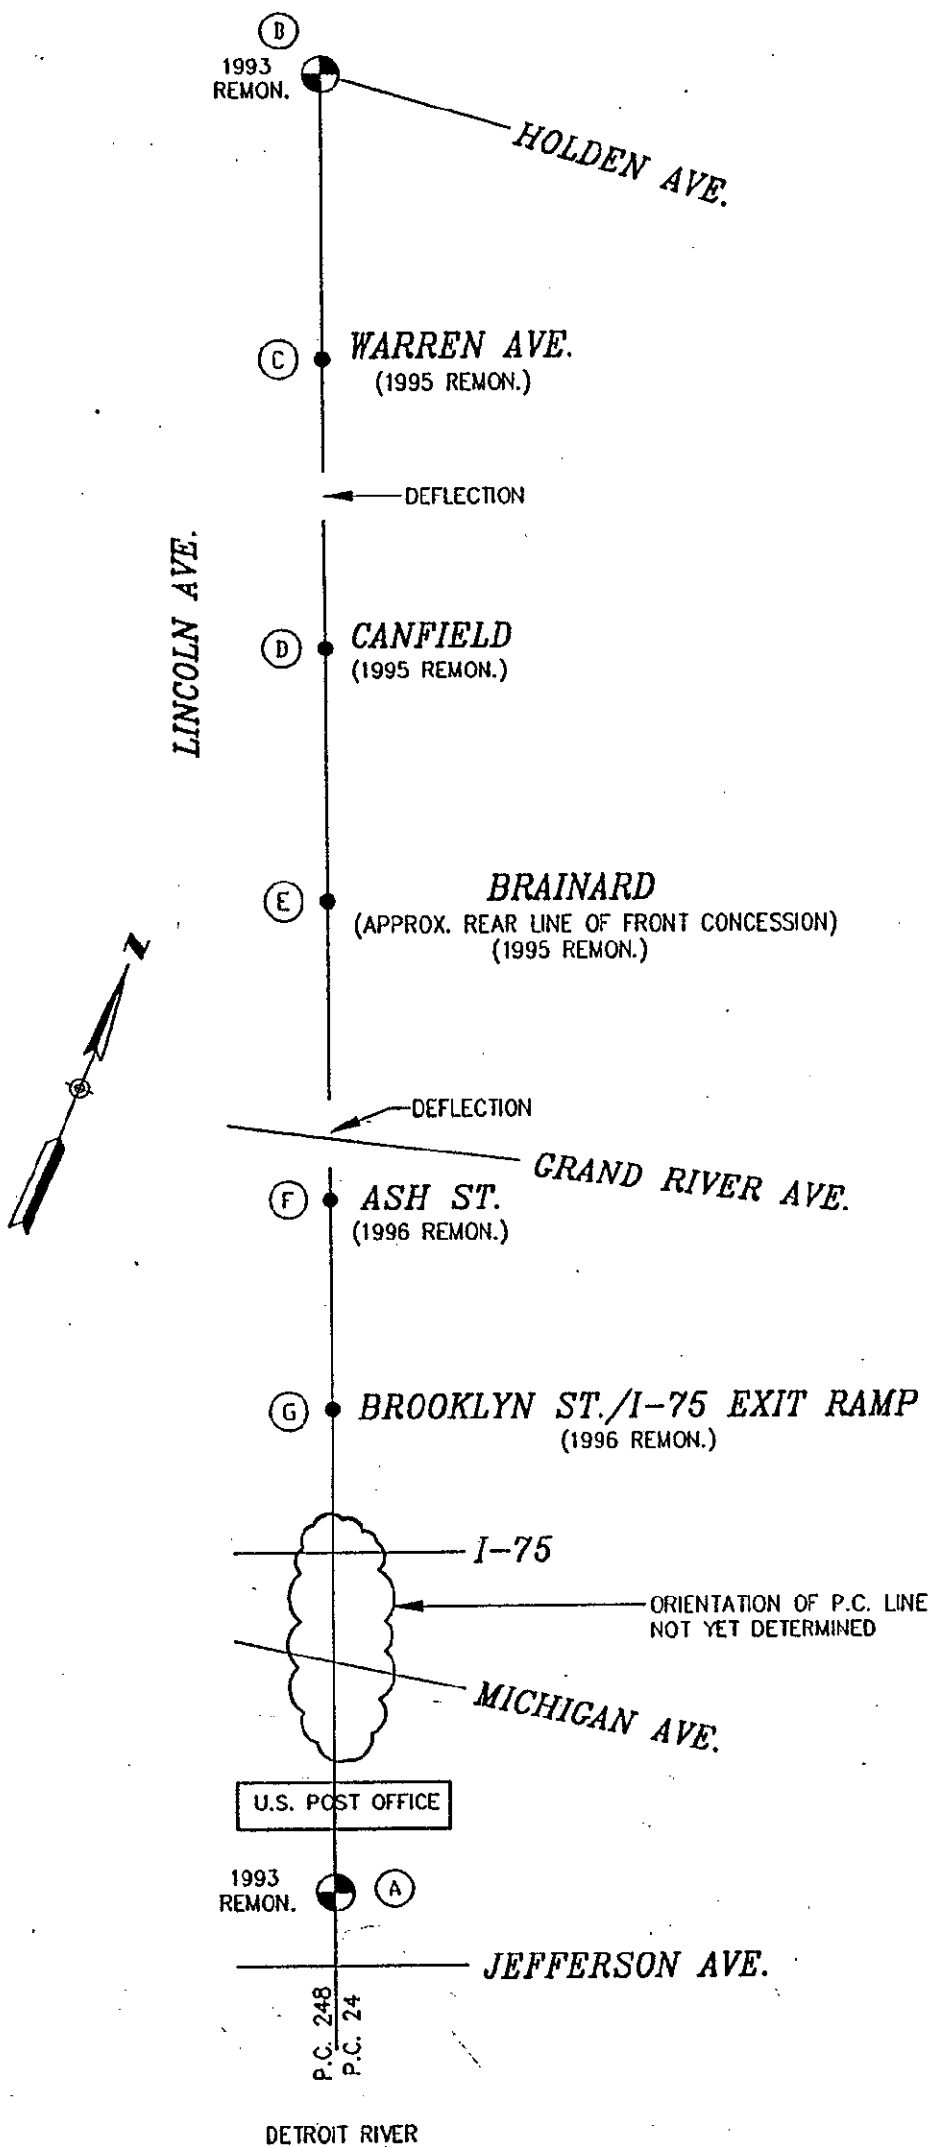 B
1993
REMON.
HOLDEN AVE.
C
WARREN AVE.
(1995 REMON.)
DEFLECTION
LINCOLN AVE.
D
CANFIELD
(1995 REMON.)
E
BRAINARD
(APPROX. REAR LINE OF FRONT CONCESSION)
(1995 REMON.)
N
DEFLECTION
GRAND RIVER AVE.
F
ASH ST.
(1996 REMON.)
G
BROOKLYN ST./I-75 EXIT RAMP
(1996 REMON.)
I-75
ORIENTATION OF P.C. LINE
NOT YET DETERMINED
MICHIGAN AVE.
U.S. POST OFFICE
1993
REMON.
A
JEFFERSON AVE.
P.C. 248
P.C. 24
DETROIT RIVER